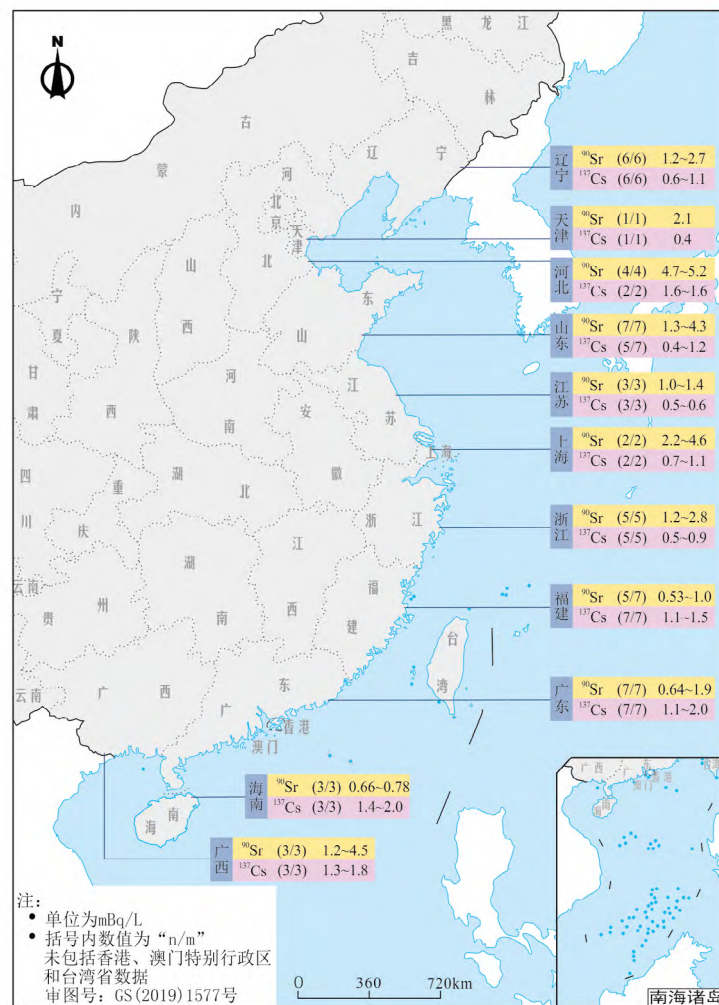 N
黑龙江
吉林
古
辽宁
蒙
河
内
北京
天津
北
山
宁夏
陕
西
山
东
甘肃
河
江
西
南
安
苏
上海
四川
重庆
湖
北
徽
浙江
湖
江
云南
贵州
南
西
福建
台湾
云南
广西
广东
香港
澳门
海南
辽宁
⁹⁰Sr (6/6) 1.2~2.7
¹³⁷Cs (6/6) 0.6~1.1
天津
⁹⁰Sr (1/1) 2.1
¹³⁷Cs (1/1) 0.4
河北
⁹⁰Sr (4/4) 4.7~5.2
¹³⁷Cs (2/2) 1.6~1.6
山东
⁹⁰Sr (7/7) 1.3~4.3
¹³⁷Cs (5/7) 0.4~1.2
江苏
⁹⁰Sr (3/3) 1.0~1.4
¹³⁷Cs (3/3) 0.5~0.6
上海
⁹⁰Sr (2/2) 2.2~4.6
¹³⁷Cs (2/2) 0.7~1.1
浙江
⁹⁰Sr (5/5) 1.2~2.8
¹³⁷Cs (5/5) 0.5~0.9
福建
⁹⁰Sr (5/7) 0.53~1.0
¹³⁷Cs (7/7) 1.1~1.5
广东
⁹⁰Sr (7/7) 0.64~1.9
¹³⁷Cs (7/7) 1.1~2.0
海南
⁹⁰Sr (3/3) 0.66~0.78
¹³⁷Cs (3/3) 1.4~2.0
广西
⁹⁰Sr (3/3) 1.2~4.5
¹³⁷Cs (3/3) 1.3~1.8
注：
• 单位为mBq/L
• 括号内数值为“n/m”
未包括香港、澳门特别行政区
和台湾省数据
审图号：GS(2019)1577号
0 360 720km
广西
广东
香港
澳门
海南
南海诸岛